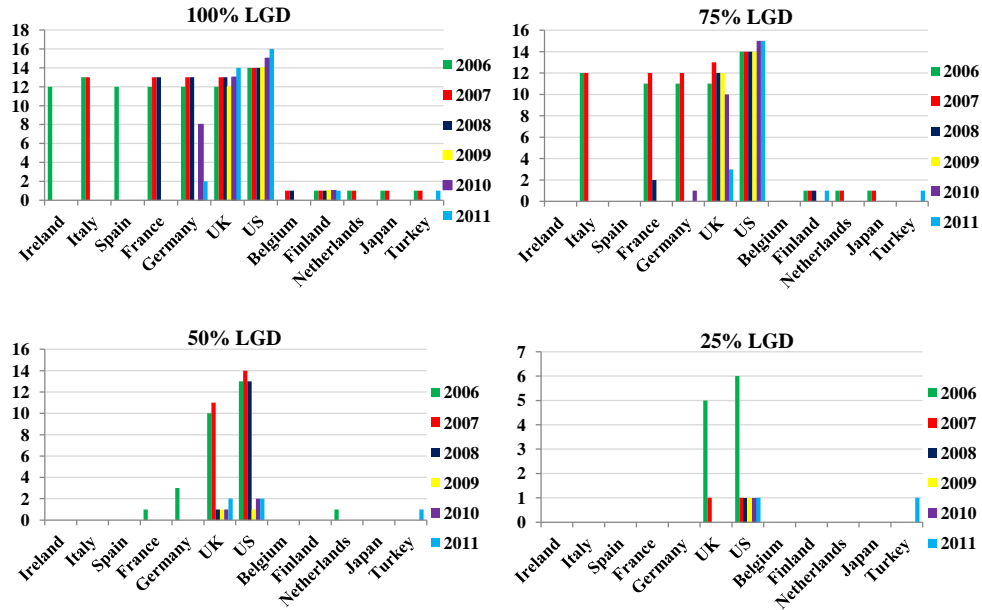 100% LGD
18
16
14
12
10
8
6
4
2
0
Ireland
Italy
Spain
France
Germany
UK
US
Belgium
Finland
Netherlands
Japan
Turkey
2006
2007
2008
2009
2010
2011
75% LGD
16
14
12
10
8
6
4
2
0
Ireland
Italy
Spain
France
Germany
UK
US
Belgium
Finland
Netherlands
Japan
Turkey
2006
2007
2008
2009
2010
2011
50% LGD
16
14
12
10
8
6
4
2
0
Ireland
Italy
Spain
France
Germany
UK
US
Belgium
Finland
Netherlands
Japan
Turkey
2006
2007
2008
2009
2010
2011
25% LGD
7
6
5
4
3
2
1
0
Ireland
Italy
Spain
France
Germany
UK
US
Belgium
Finland
Netherlands
Japan
Turkey
2006
2007
2008
2009
2010
2011